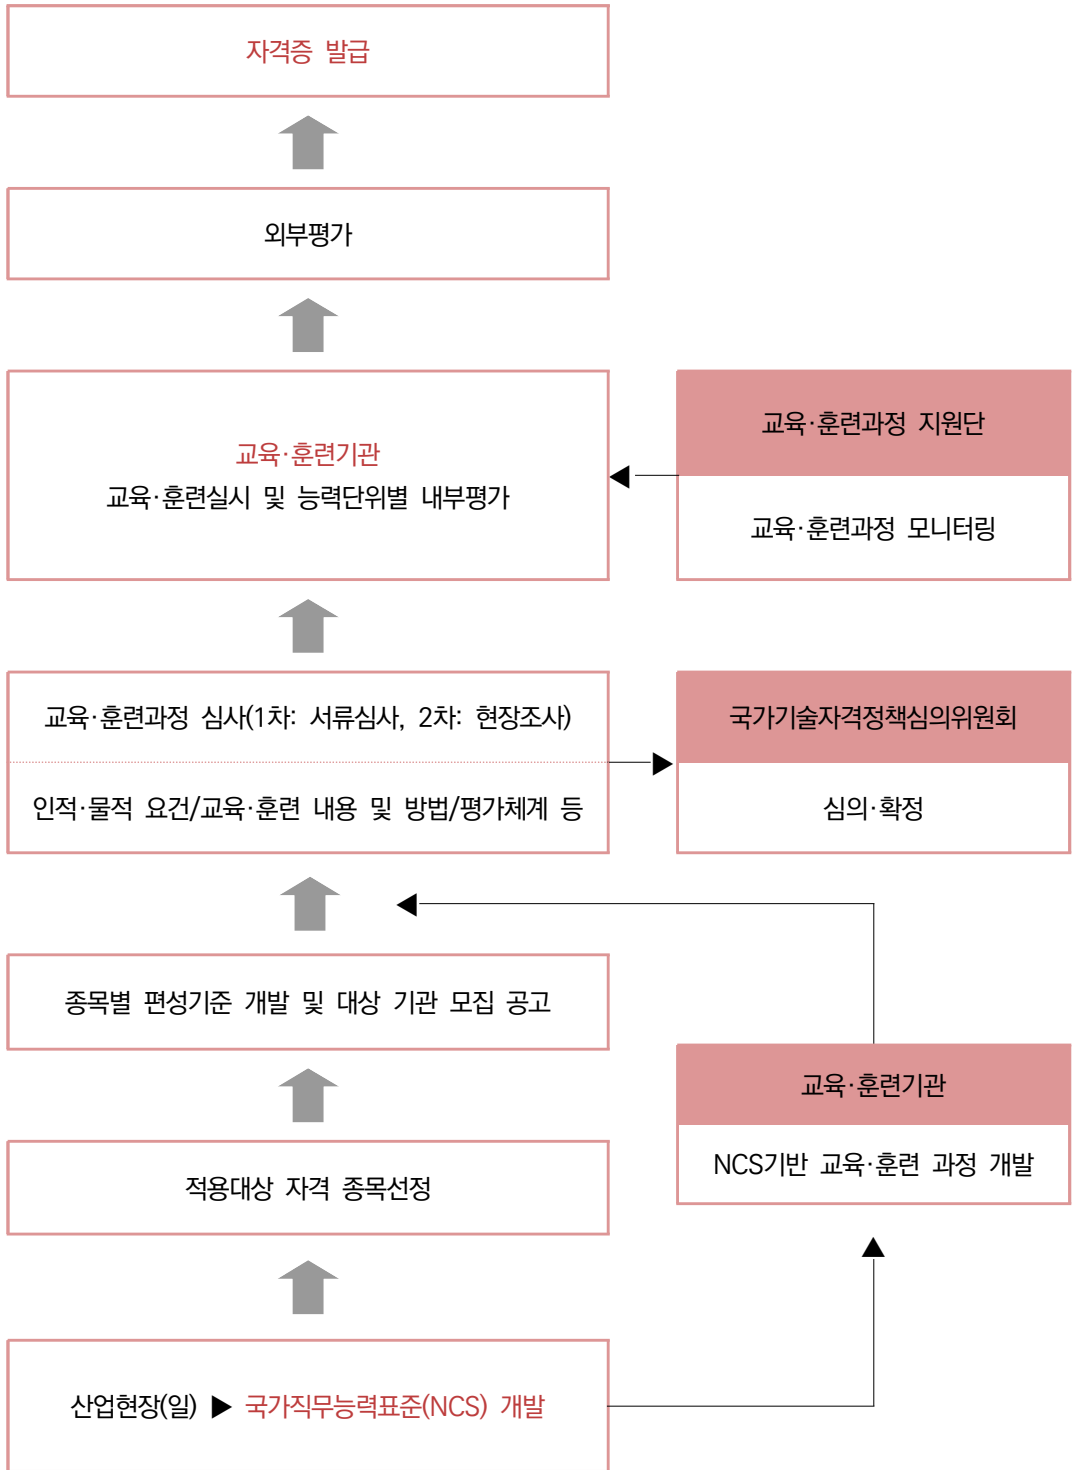 자격증 발급
외부평가
교육·훈련기관
교육·훈련실시 및 능력단위별 내부평가
교육·훈련과정 지원단
교육·훈련과정 모니터링
교육·훈련과정 심사(1차: 서류심사, 2차: 현장조사)
인적·물적 요건/교육·훈련 내용 및 방법/평가체계 등
국가기술자격정책심의위원회
심의·확정
종목별 편성기준 개발 및 대상 기관 모집 공고
교육·훈련기관
NCS기반 교육·훈련 과정 개발
적용대상 자격 종목선정
산업현장(일) ▶ 국가직무능력표준(NCS) 개발